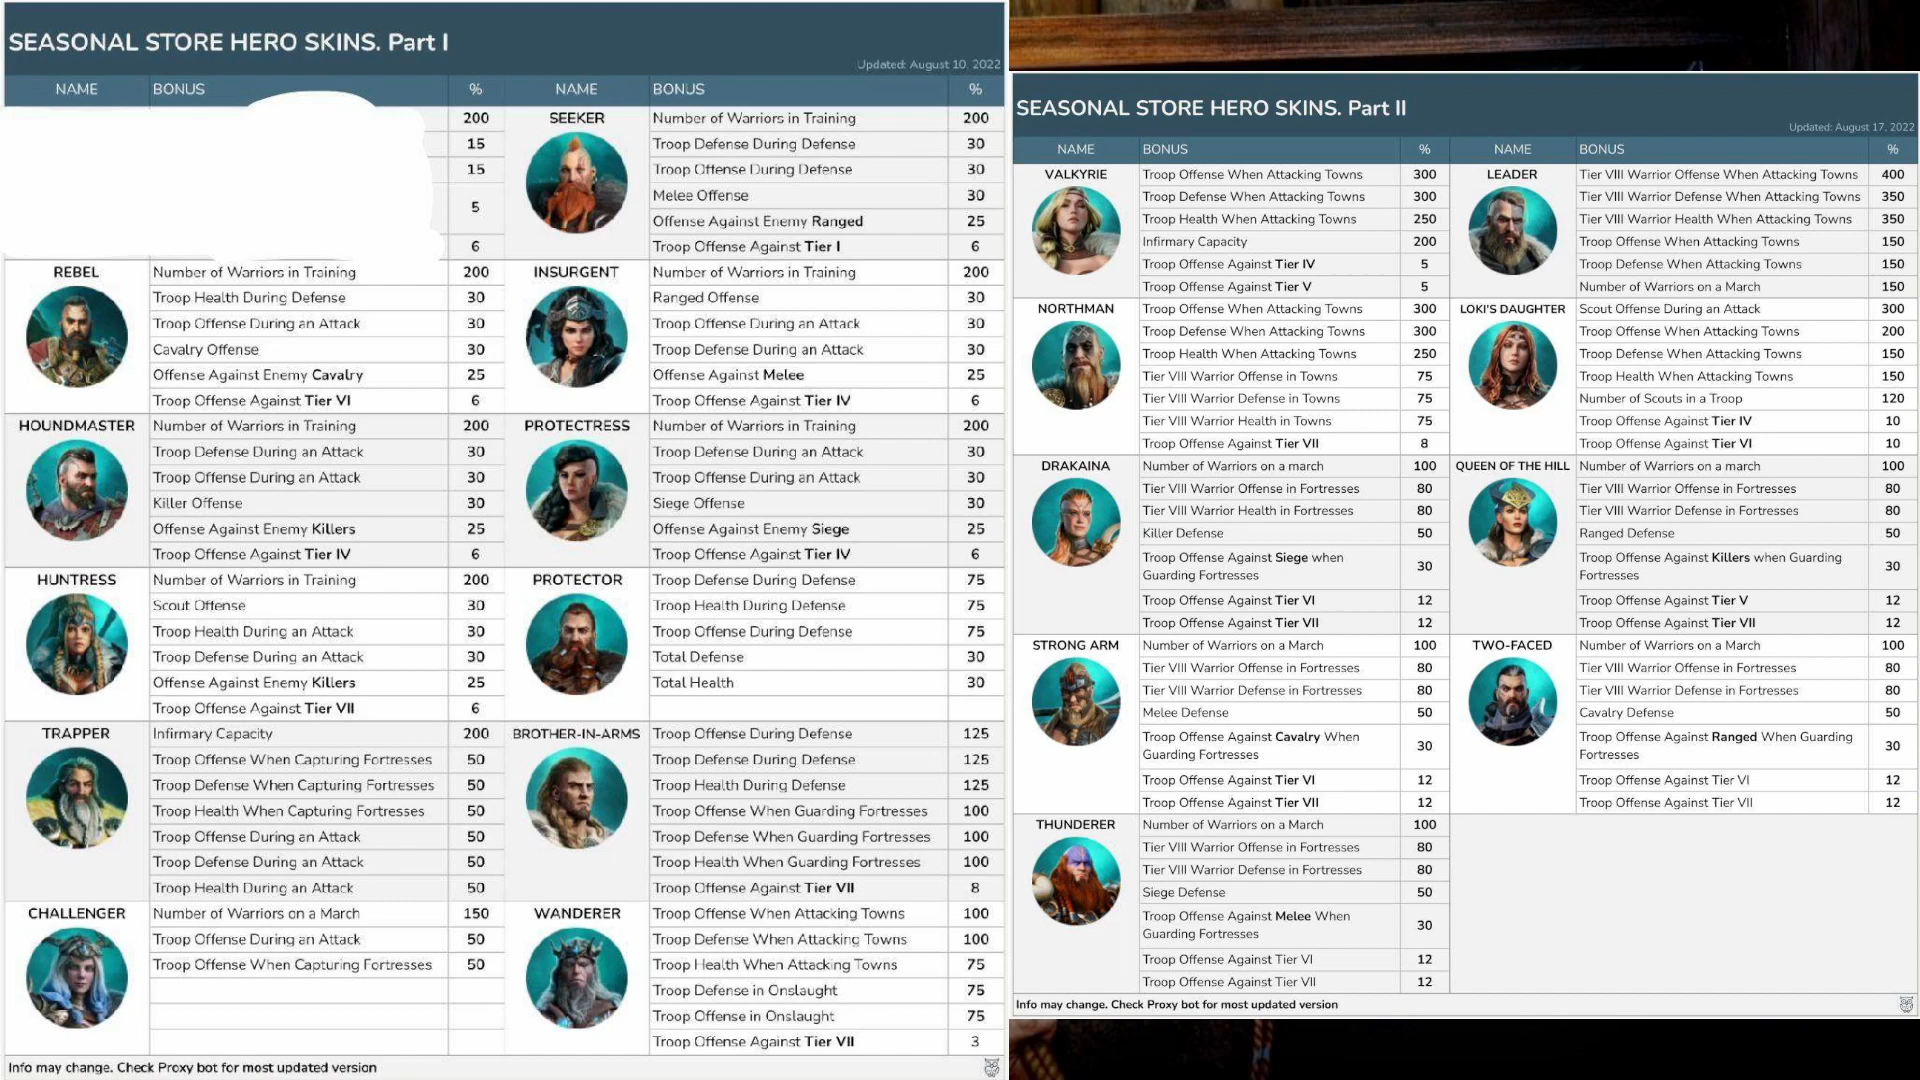 SEASONAL STORE HERO SKINS. Part I
Updated: August 10, 2022
NAME BONUS % NAME BONUS %
200
15
15
5
6
SEEKER
Number of Warriors in Training 200
Troop Defense During Defense 30
Troop Offense During Defense 30
Melee Offense 30
Offense Against Enemy Ranged 25
Troop Offense Against Tier I 6
REBEL
Number of Warriors in Training 200
Troop Health During Defense 30
Troop Offense During an Attack 30
Cavalry Offense 30
Offense Against Enemy Cavalry 25
Troop Offense Against Tier VI 6
INSURGENT
Number of Warriors in Training 200
Ranged Offense 30
Troop Offense During an Attack 30
Troop Defense During an Attack 30
Offense Against Melee 25
Troop Offense Against Tier IV 6
HOUNDMASTER
Number of Warriors in Training 200
Troop Defense During an Attack 30
Troop Offense During an Attack 30
Killer Offense 30
Offense Against Enemy Killers 25
Troop Offense Against Tier IV 6
PROTECTRESS
Number of Warriors in Training 200
Troop Defense During an Attack 30
Troop Offense During an Attack 30
Siege Offense 30
Offense Against Enemy Siege 25
Troop Offense Against Tier IV 6
HUNTRESS
Number of Warriors in Training 200
Scout Offense 30
Troop Health During an Attack 30
Troop Defense During an Attack 30
Offense Against Enemy Killers 25
Troop Offense Against Tier VII 6
PROTECTOR
Troop Defense During Defense 75
Troop Health During Defense 75
Troop Offense During Defense 75
Total Defense 30
Total Health 30
TRAPPER
Infirmary Capacity 200
Troop Offense When Capturing Fortresses 50
Troop Defense When Capturing Fortresses 50
Troop Health When Capturing Fortresses 50
Troop Offense During an Attack 50
Troop Defense During an Attack 50
Troop Health During an Attack 50
BROTHER-IN-ARMS
Troop Offense During Defense 125
Troop Defense During Defense 125
Troop Health During Defense 125
Troop Offense When Guarding Fortresses 100
Troop Defense When Guarding Fortresses 100
Troop Health When Guarding Fortresses 100
Troop Offense Against Tier VII 8
CHALLENGER
Number of Warriors on a March 150
Troop Offense During an Attack 50
Troop Offense When Capturing Fortresses 50
WANDERER
Troop Offense When Attacking Towns 100
Troop Defense When Attacking Towns 100
Troop Health When Attacking Towns 75
Troop Defense in Onslaught 75
Troop Offense in Onslaught 75
Troop Offense Against Tier VII 3
Info may change. Check Proxy bot for most updated version
SEASONAL STORE HERO SKINS. Part II
Updated: August 17, 2022
NAME BONUS % NAME BONUS %
VALKYRIE
Troop Offense When Attacking Towns 300
Troop Defense When Attacking Towns 300
Troop Health When Attacking Towns 250
Infirmary Capacity 200
Troop Offense Against Tier IV 5
Troop Offense Against Tier V 5
LEADER
Tier VIII Warrior Offense When Attacking Towns 400
Tier VIII Warrior Defense When Attacking Towns 350
Tier VIII Warrior Health When Attacking Towns 350
Troop Offense When Attacking Towns 150
Troop Defense When Attacking Towns 150
Number of Warriors on a March 150
NORTHMAN
Troop Offense When Attacking Towns 300
Troop Defense When Attacking Towns 300
Troop Health When Attacking Towns 250
Tier VIII Warrior Offense in Towns 75
Tier VIII Warrior Defense in Towns 75
Tier VIII Warrior Health in Towns 75
Troop Offense Against Tier VII 8
LOKI'S DAUGHTER
Scout Offense During an Attack 300
Troop Offense When Attacking Towns 200
Troop Defense When Attacking Towns 150
Troop Health When Attacking Towns 150
Number of Scouts in a Troop 120
Troop Offense Against Tier IV 10
Troop Offense Against Tier VI 10
DRAKAINA
Number of Warriors on a march 100
Tier VIII Warrior Offense in Fortresses 80
Tier VIII Warrior Health in Fortresses 80
Killer Defense 50
Troop Offense Against Siege when
Guarding Fortresses 30
Troop Offense Against Tier VI 12
Troop Offense Against Tier VII 12
QUEEN OF THE HILL
Number of Warriors on a march 100
Tier VIII Warrior Offense in Fortresses 80
Tier VIII Warrior Defense in Fortresses 80
Ranged Defense 50
Troop Offense Against Killers when Guarding
Fortresses 30
Troop Offense Against Tier V 12
Troop Offense Against Tier VII 12
STRONG ARM
Number of Warriors on a March 100
Tier VIII Warrior Offense in Fortresses 80
Tier VIII Warrior Defense in Fortresses 80
Melee Defense 50
Troop Offense Against Cavalry When
Guarding Fortresses 30
Troop Offense Against Tier VI 12
Troop Offense Against Tier VII 12
TWO-FACED
Number of Warriors on a March 100
Tier VIII Warrior Offense in Fortresses 80
Tier VIII Warrior Defense in Fortresses 80
Cavalry Defense 50
Troop Offense Against Ranged When Guarding
Fortresses 30
Troop Offense Against Tier VI 12
Troop Offense Against Tier VII 12
THUNDERER
Number of Warriors on a March 100
Tier VIII Warrior Offense in Fortresses 80
Tier VIII Warrior Defense in Fortresses 80
Siege Defense 50
Troop Offense Against Melee When
Guarding Fortresses 30
Troop Offense Against Tier VI 12
Troop Offense Against Tier VII 12
Info may change. Check Proxy bot for most updated version